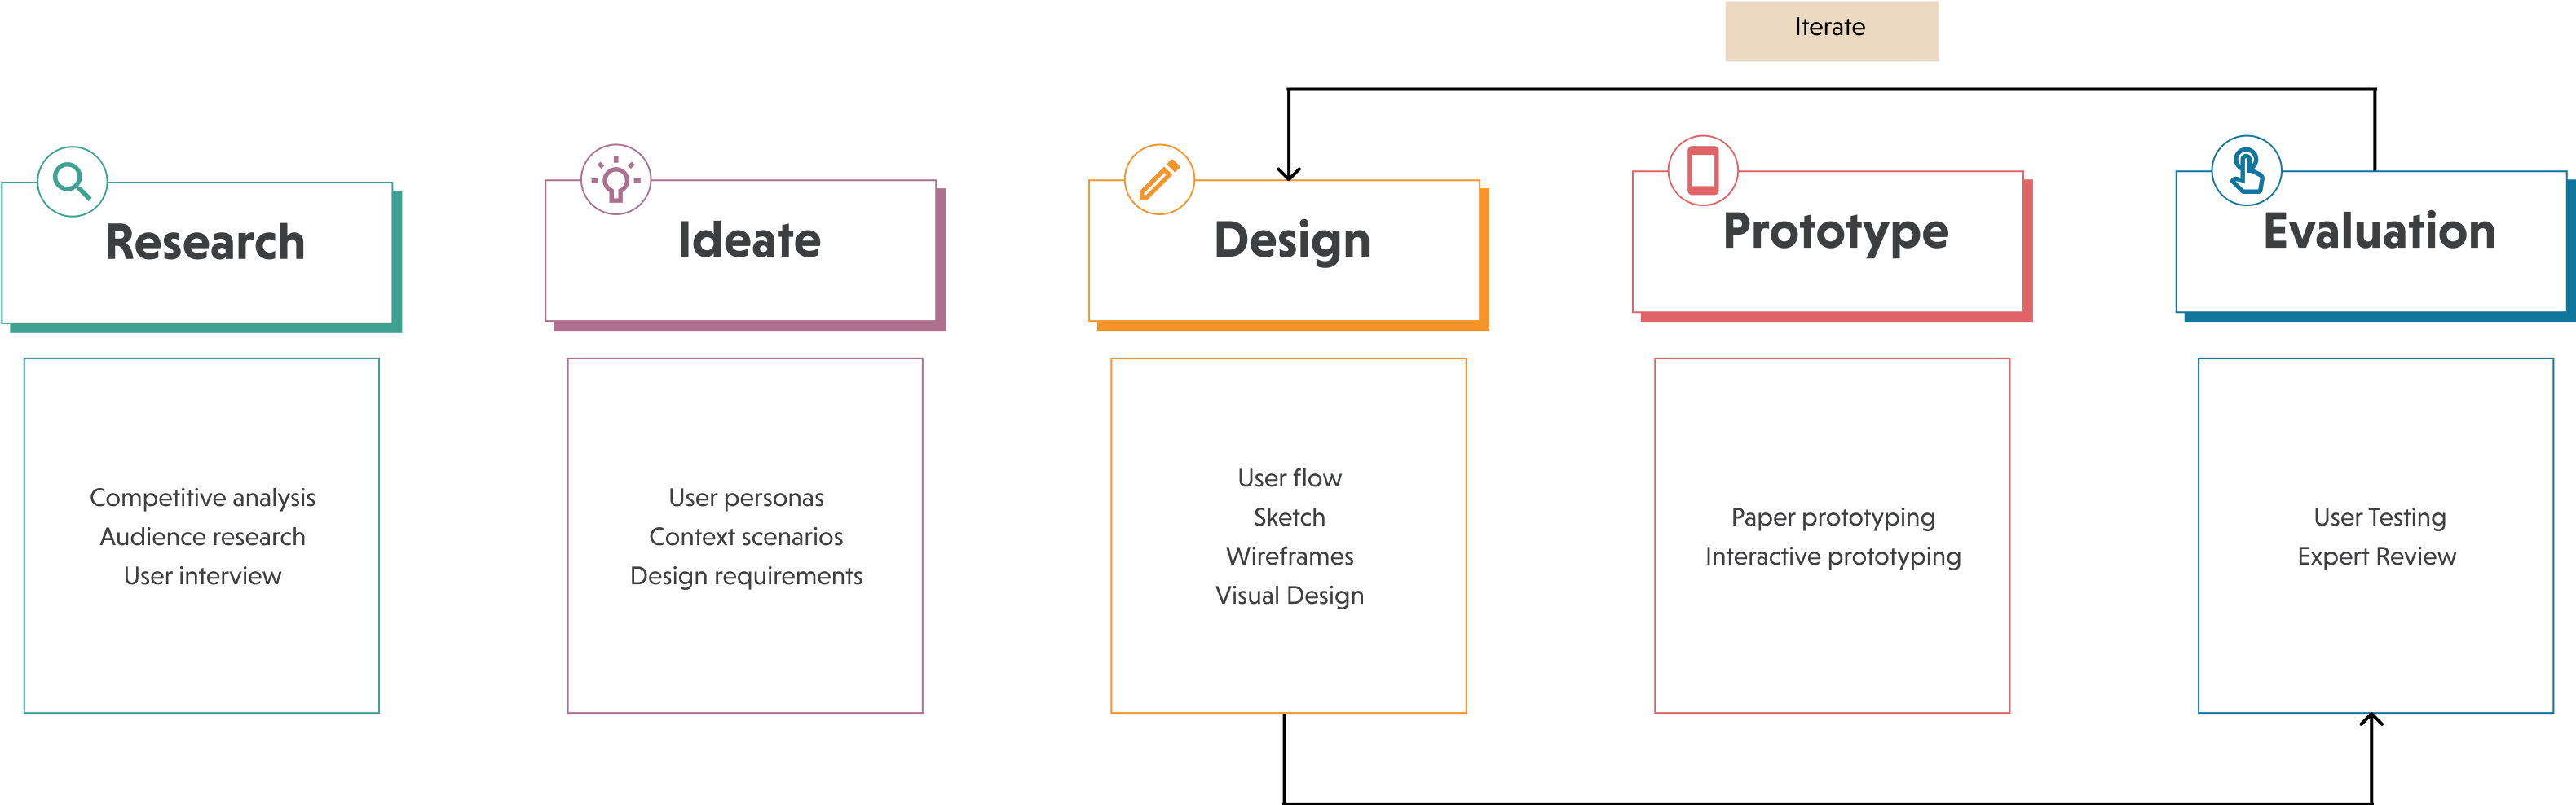 Iterate
Research
Ideate
Design
Prototype
Evaluation
Competitive analysis
Audience research
User interview
User personas
Context scenarios
Design requirements
User flow
Sketch
Wireframes
Visual Design
Paper prototyping
Interactive prototyping
User Testing
Expert Review